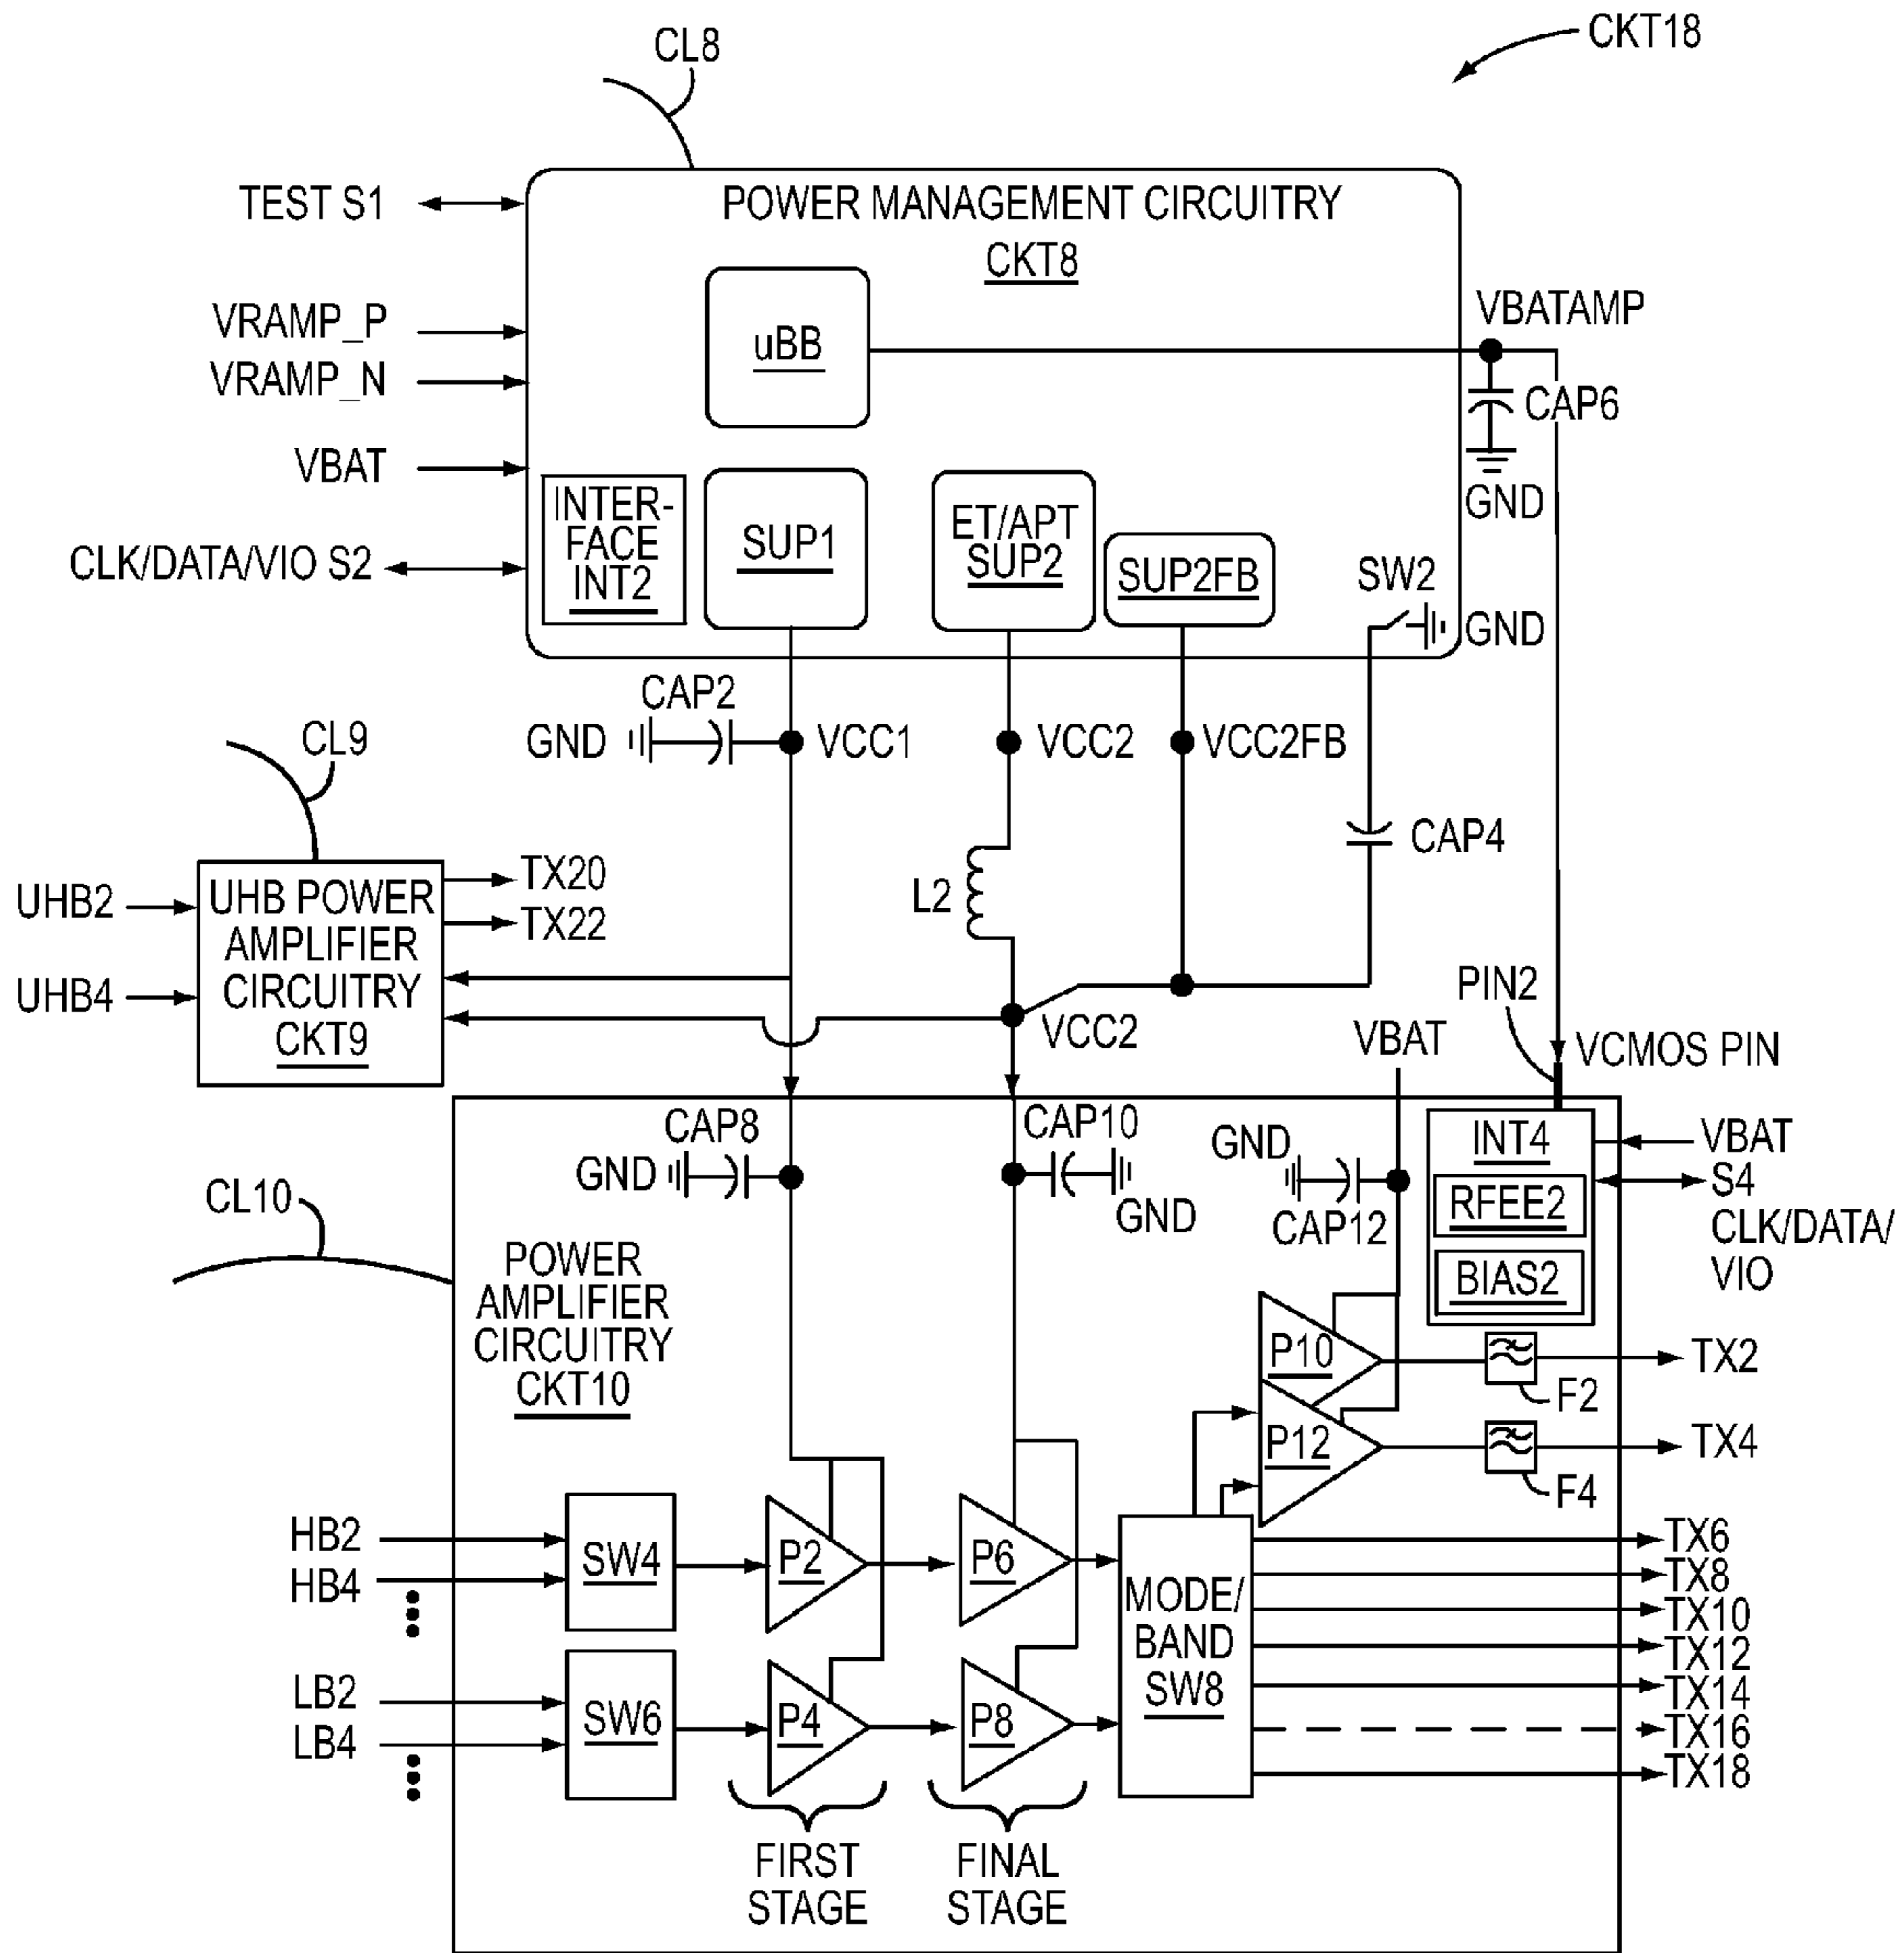 CKT18
CL8
TEST S1
POWER MANAGEMENT CIRCUITRY
CKT8
VRAMP_P
VRAMP_N
uBB
VBATAMP
CAP6
GND
VBAT
INTER-
FACE
INT2
SUP1
ET/APT
SUP2
SUP2FB
SW2
GND
CLK/DATA/VIO S2
CAP2
GND
VCC1
VCC2
VCC2FB
CL9
CAP4
L2
UHB2
UHB4
UHB POWER
AMPLIFIER
CIRCUITRY
CKT9
TX20
TX22
VCC2
VBAT
PIN2
VCMOS PIN
CAP8
GND
CAP10
GND
GND
CAP12
INT4
RFEE2
BIAS2
VBAT
S4
CLK/DATA/
VIO
CL10
POWER
AMPLIFIER
CIRCUITRY
CKT10
P10
P12
F2
F4
TX2
TX4
HB2
HB4
SW4
P2
P6
LB2
LB4
SW6
P4
P8
MODE/
BAND
SW8
TX6
TX8
TX10
TX12
TX14
TX16
TX18
FIRST
STAGE
FINAL
STAGE